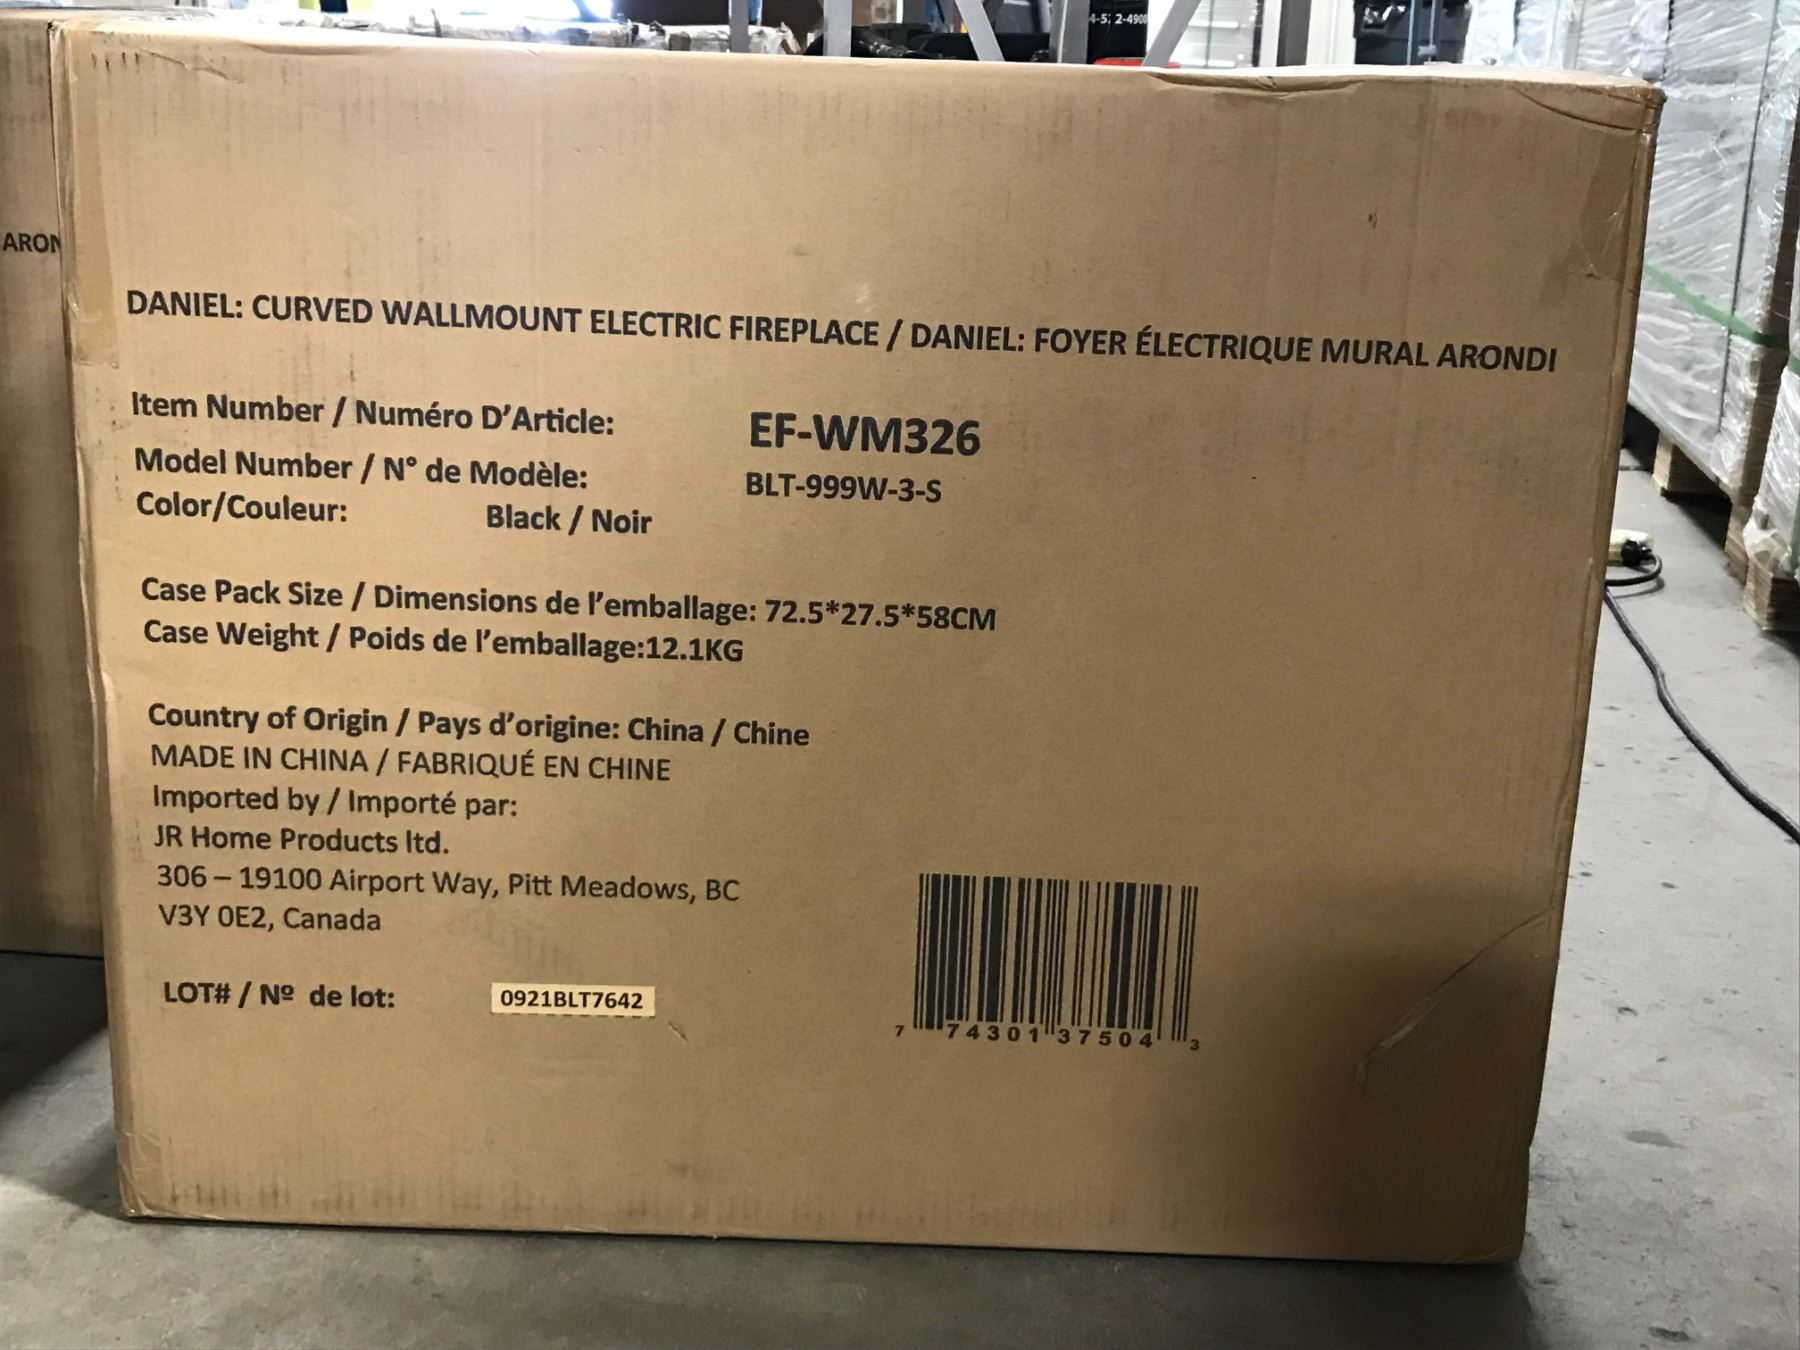 ARON
DANIEL: CURVED WALLMOUNT ELECTRIC FIREPLACE / DANIEL: FOYER ÉLECTRIQUE MURAL ARONDI
Item Number / Numéro D'Article: EF-WM326
Model Number / N° de Modèle: BLT-999W-3-S
Color/Couleur: Black / Noir
Case Pack Size / Dimensions de l'emballage: 72.5*27.5*58CM
Case Weight / Poids de l'emballage:12.1KG
Country of Origin / Pays d'origine: China / Chine
MADE IN CHINA / FABRIQUÉ EN CHINE
Imported by / Importé par:
JR Home Products ltd.
306 – 19100 Airport Way, Pitt Meadows, BC
V3Y 0E2, Canada
LOT# / Nº de lot: 0921BLT7642
7 74301 37504 3